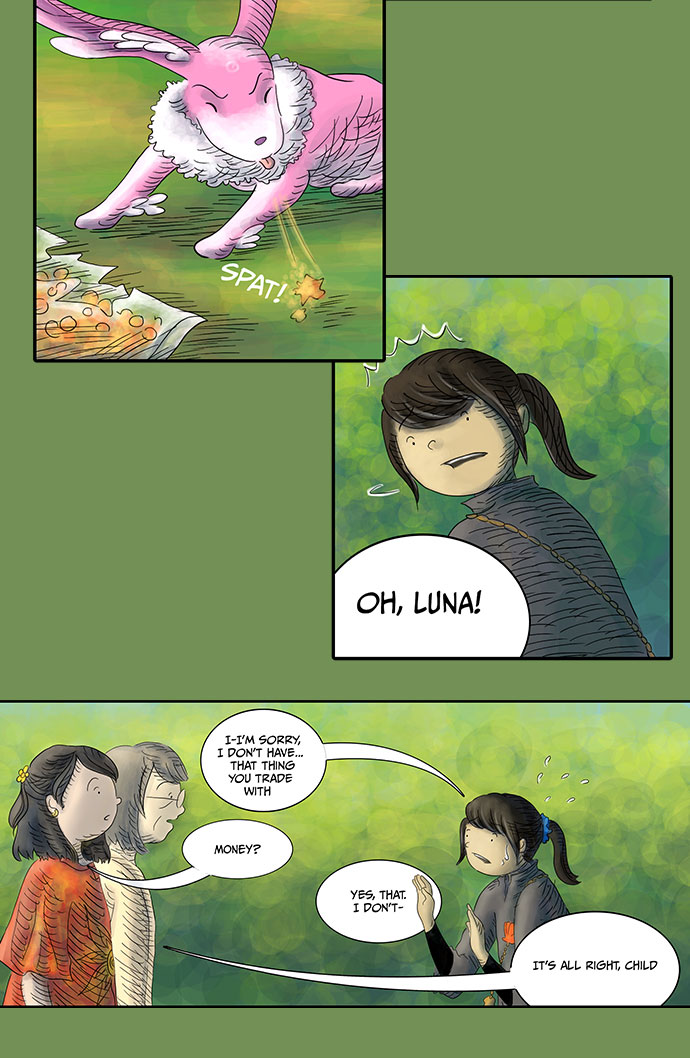 SPAT!
OH, LUNA!
I-I'M SORRY,
I DON'T HAVE...
THAT THING
YOU TRADE
WITH
MONEY?
YES, THAT.
I DON'T-
IT'S ALL RIGHT, CHILD